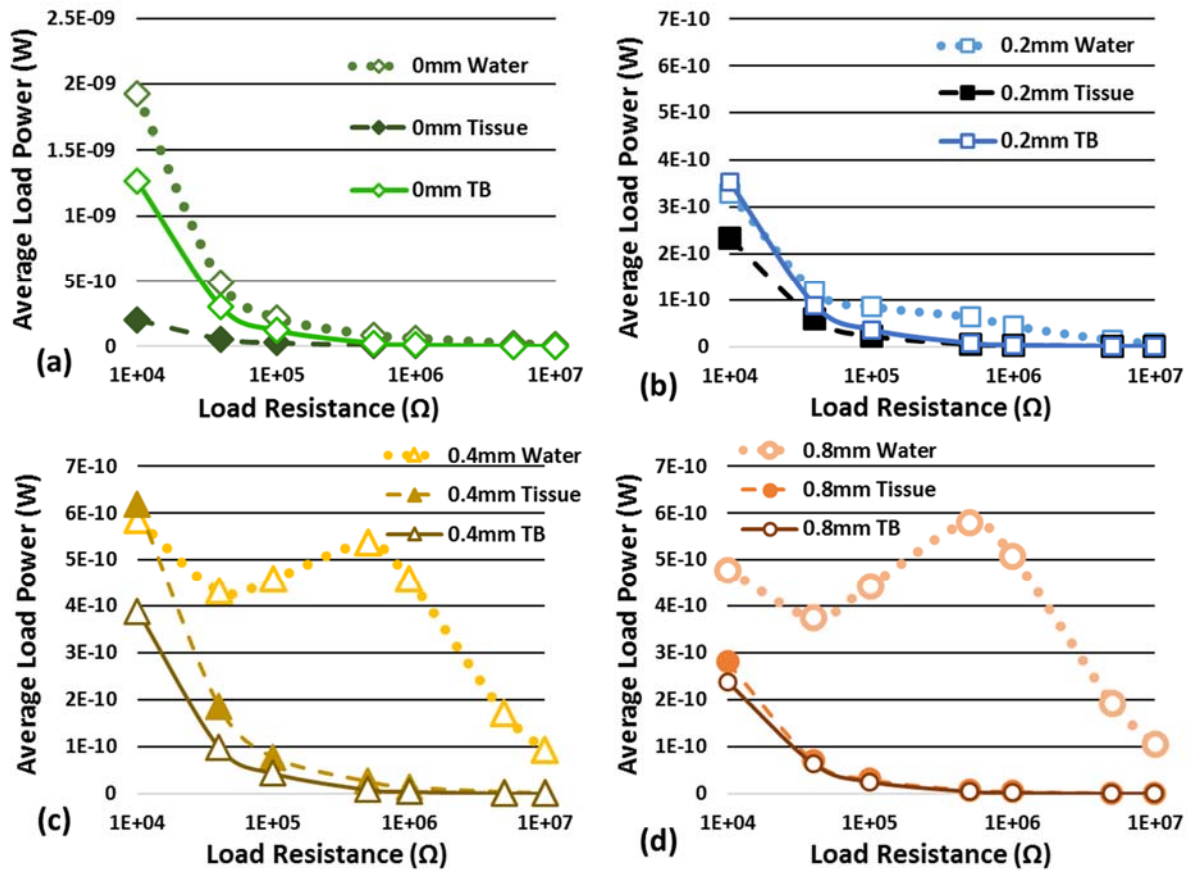 2.5E-09
2E-09
1.5E-09
1E-09
5E-10
0
Average Load Power (W)
0mm Water
0mm Tissue
0mm TB
(a)
1E+04 1E+05 1E+06 1E+07
Load Resistance (Ω)
7E-10
6E-10
5E-10
4E-10
3E-10
2E-10
1E-10
0
Average Load Power (W)
0.2mm Water
0.2mm Tissue
0.2mm TB
(b)
1E+04 1E+05 1E+06 1E+07
Load Resistance (Ω)
7E-10
6E-10
5E-10
4E-10
3E-10
2E-10
1E-10
0
Average Load Power (W)
0.4mm Water
0.4mm Tissue
0.4mm TB
(c)
1E+04 1E+05 1E+06 1E+07
Load Resistance (Ω)
7E-10
6E-10
5E-10
4E-10
3E-10
2E-10
1E-10
0
Average Load Power (W)
0.8mm Water
0.8mm Tissue
0.8mm TB
(d)
1E+04 1E+05 1E+06 1E+07
Load Resistance (Ω)